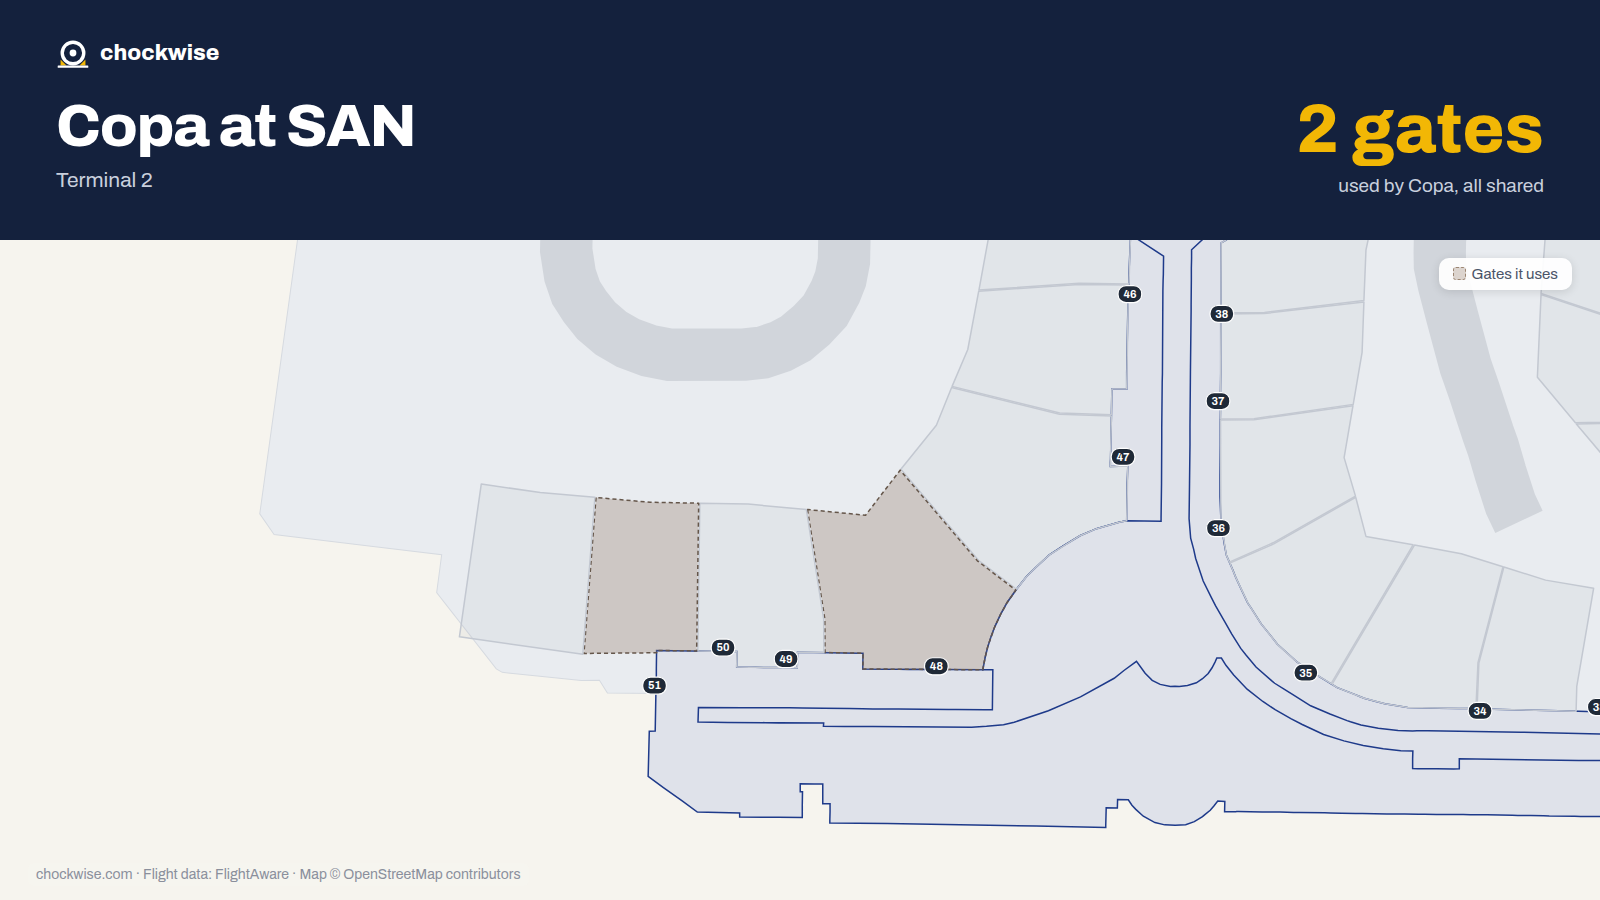 chockwise
Copa at SAN
Terminal 2
2 gates
used by Copa, all shared
Gates it uses
46
38
37
47
36
50
49
48
51
35
34
chockwise.com · Flight data: FlightAware · Map © OpenStreetMap contributors